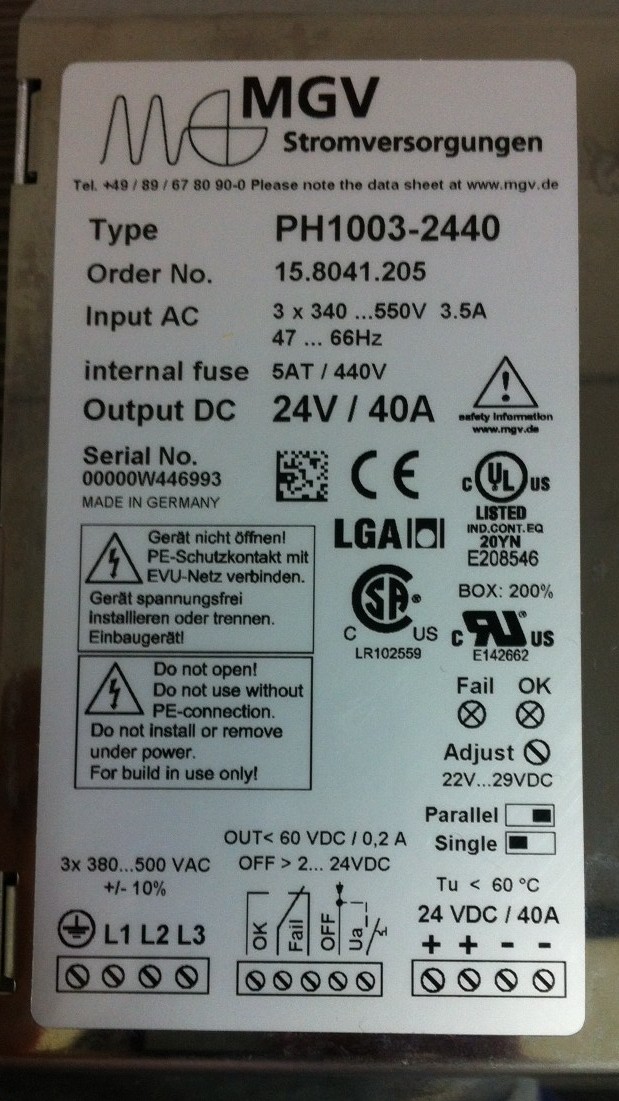 MGV
Stromversorgungen
Tel. +49 / 89 / 67 80 90-0 Please note the data sheet at www.mgv.de
Type PH1003-2440
Order No. 15.8041.205
Input AC 3 x 340 ...550V 3.5A
47 ... 66Hz
internal fuse 5AT / 440V
Output DC 24V / 40A
safety information
www.mgv.de
Serial No.
00000W446993
MADE IN GERMANY
CE
C UL US
LISTED
IND.CONT.EQ
20YN
E208546
LGA
Gerät nicht öffnen!
PE-Schutzkontakt mit
EVU-Netz verbinden.
Gerät spannungsfrei
installieren oder trennen.
Einbaugerät!
SA
C US
LR102559
BOX: 200%
C RU US
E142662
Do not open!
Do not use without
PE-connection.
Do not install or remove
under power.
For build in use only!
Fail OK
Adjust
22V...29VDC
Parallel
Single
OUT< 60 VDC / 0,2 A
OFF > 2... 24VDC
3x 380...500 VAC
+/- 10%
Tu < 60 °C
24 VDC / 40A
L1 L2 L3
OK Fail OFF Ua
+ + - -